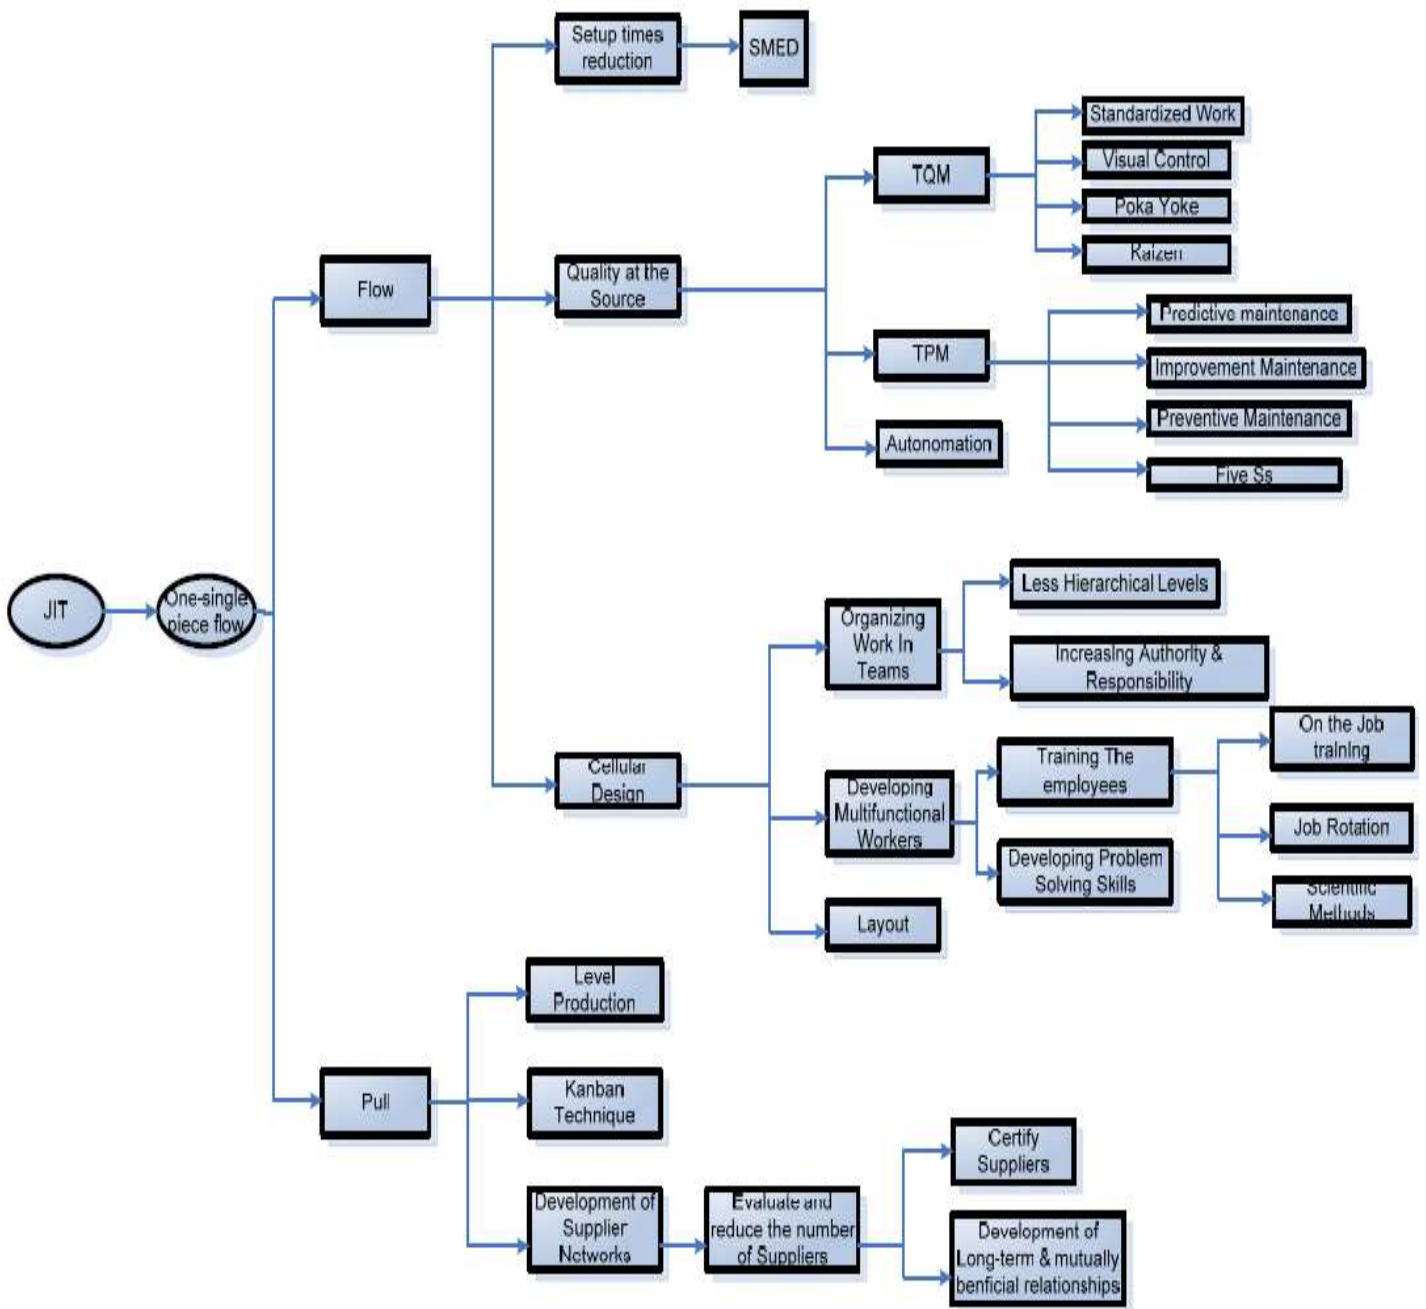 Setup times
reduction
SMED
Standardized Work
Visual Control
Poka Yoke
Kaizen
TQM
Flow
Quality at the
Source
TPM
Autonomation
Predictive maintenance
Improvement Maintenance
Preventive Maintenance
Five Ss
JIT
One-single
piece flow
Cellular
Design
Organizing
Work In
Teams
Less Hierarchical Levels
Increasing Authority &
Responsibility
Developing
Multifunctional
Workers
Training The
employees
On the Job
training
Job Rotation
Scientific
Methods
Developing Problem
Solving Skills
Layout
Pull
Level
Production
Kanban
Technique
Development of
Supplier
Networks
Evaluate and
reduce the number
of Suppliers
Certify
Suppliers
Development of
Long-term & mutually
benficial relationships